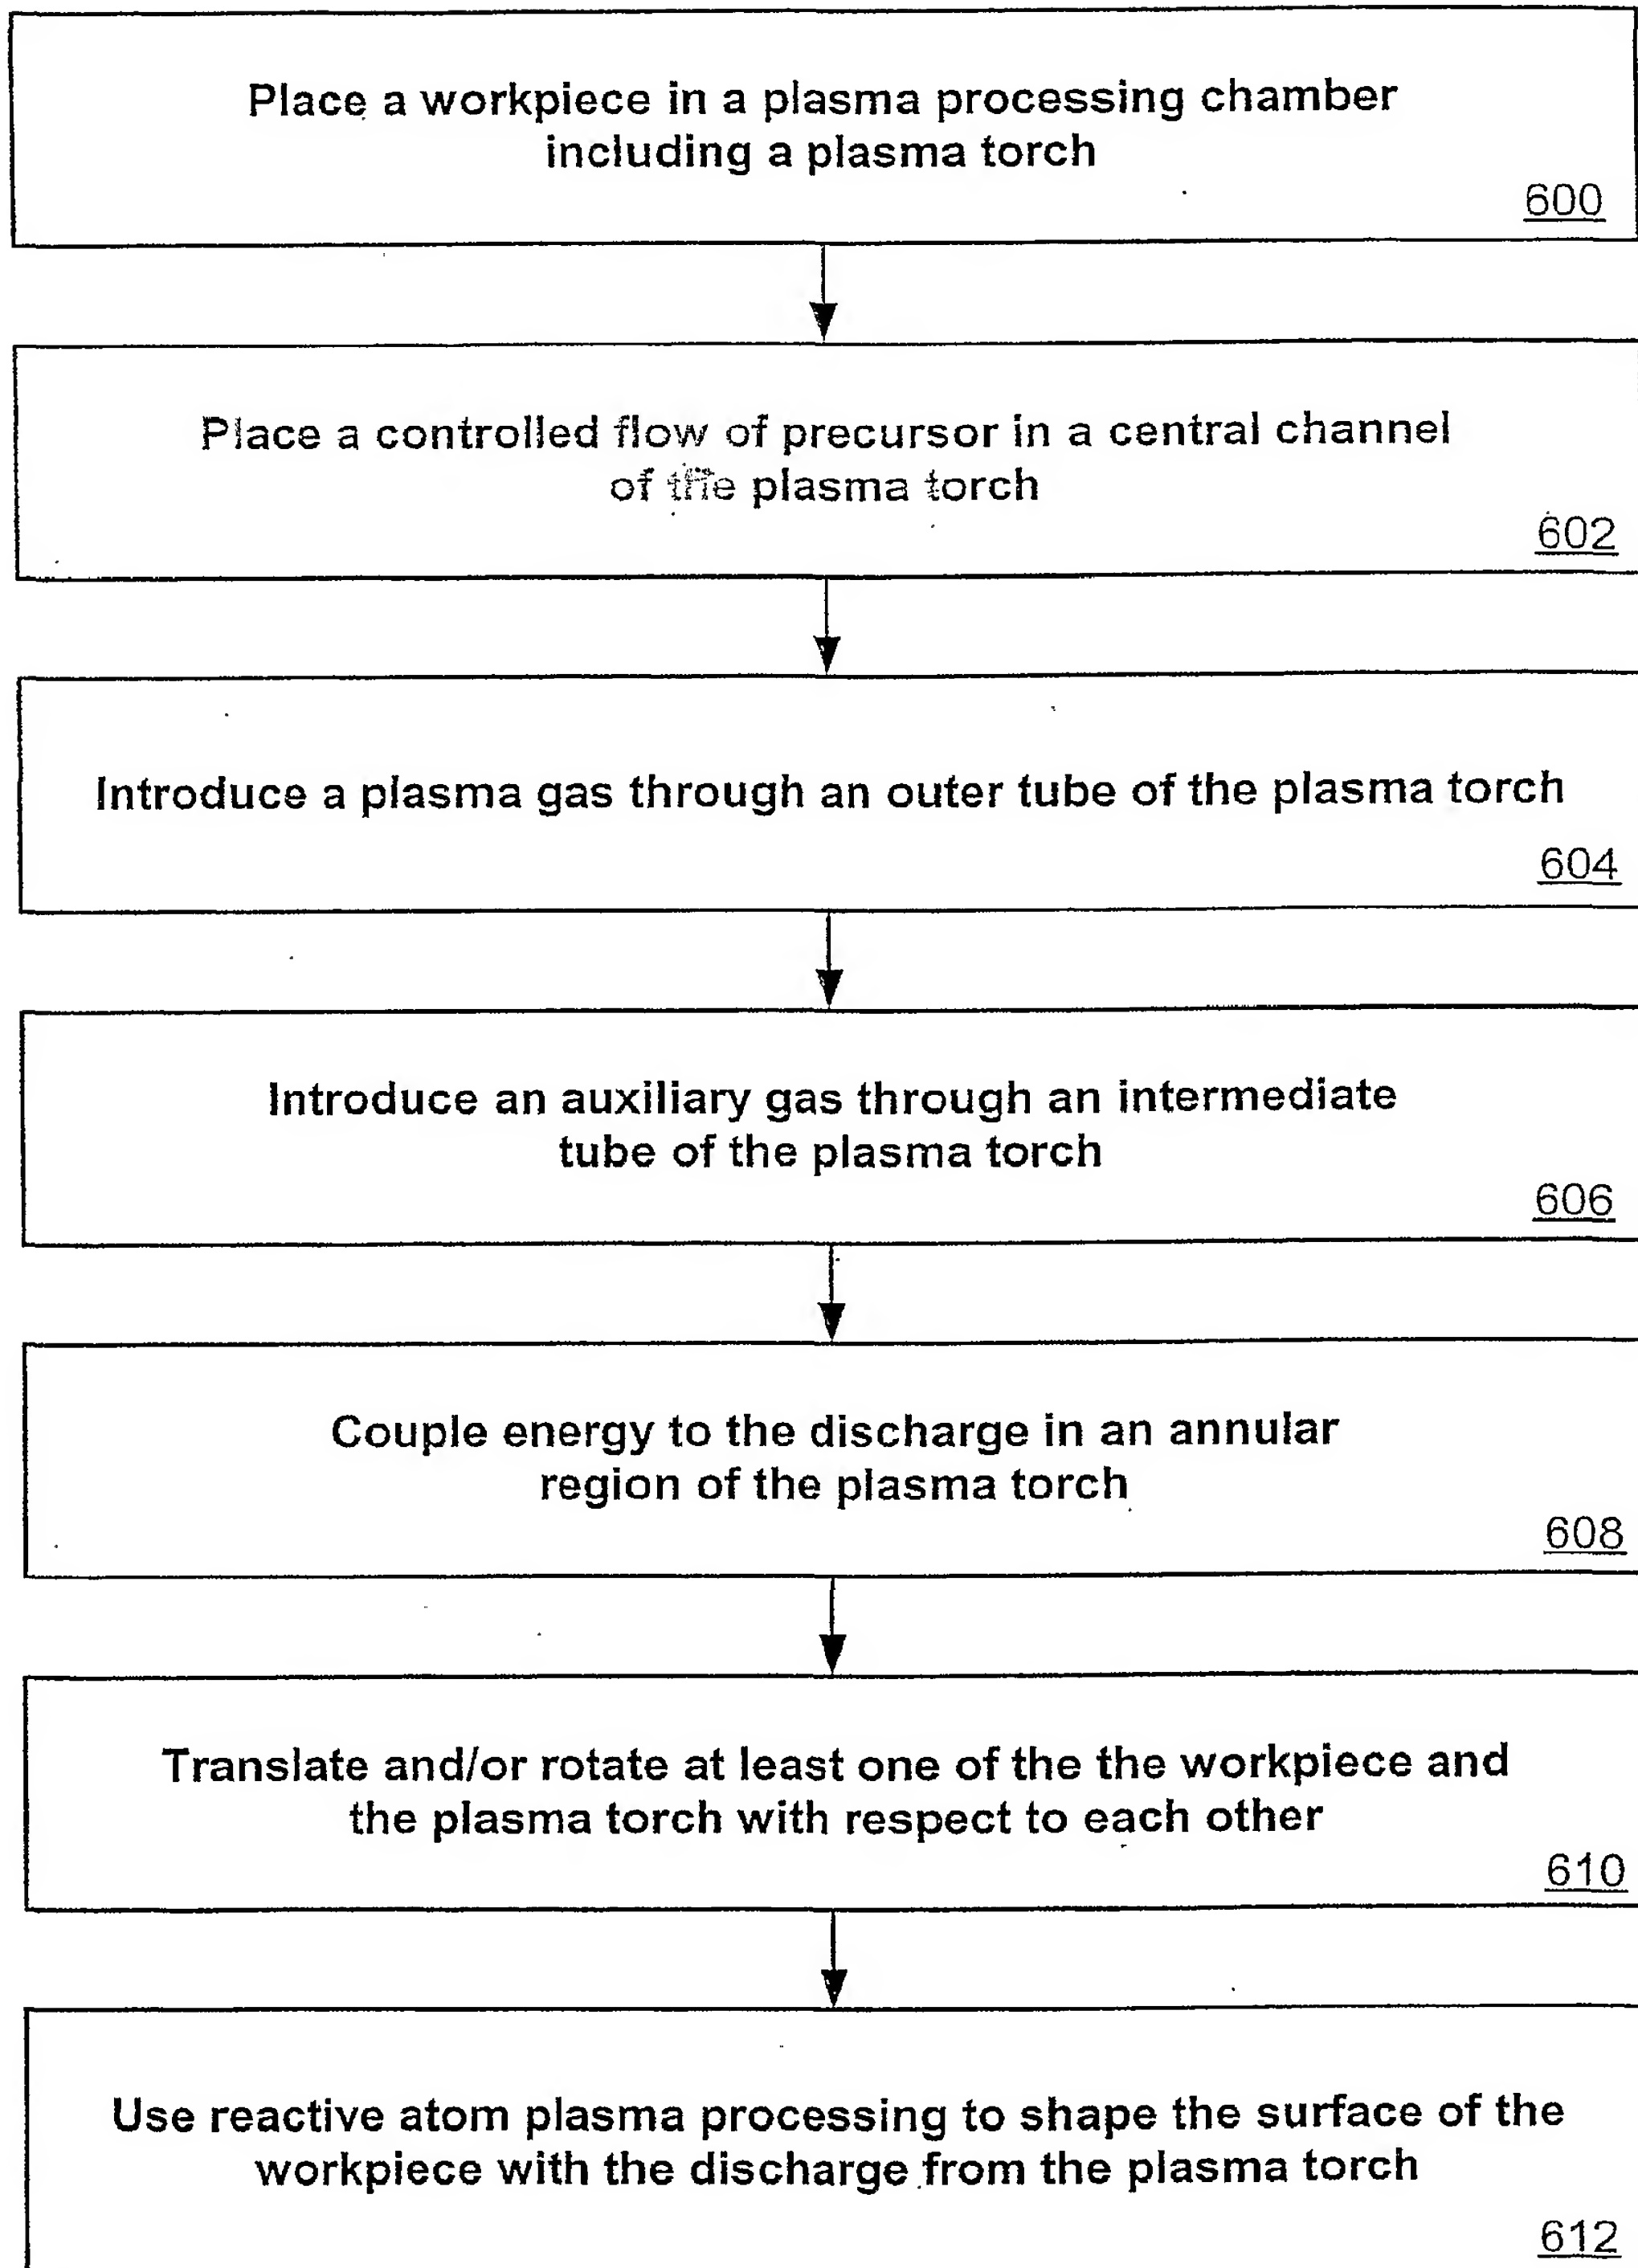 Place a workpiece in a plasma processing chamber
including a plasma torch
600
Place a controlled flow of precursor in a central channel
of the plasma torch
602
Introduce a plasma gas through an outer tube of the plasma torch
604
Introduce an auxiliary gas through an intermediate
tube of the plasma torch
606
Couple energy to the discharge in an annular
region of the plasma torch
608
Translate and/or rotate at least one of the the workpiece and
the plasma torch with respect to each other
610
Use reactive atom plasma processing to shape the surface of the
workpiece with the discharge from the plasma torch
612